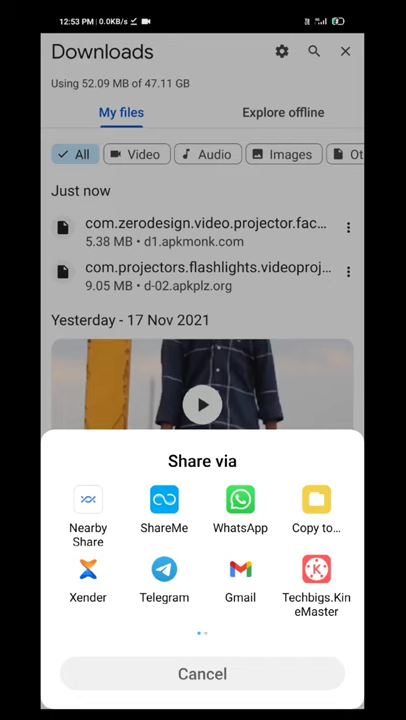 12:53 PM | 0.0KB/s
Downloads
Using 52.09 MB of 47.11 GB
My files
Explore offline
All
Video
Audio
Images
Ot
Just now
com.zerodesign.video.projector.fac...
5.38 MB • d1.apkmonk.com
com.projectors.flashlights.videoproj...
9.05 MB • d-02.apkplz.org
Yesterday - 17 Nov 2021
Share via
Nearby
Share
ShareMe
WhatsApp
Copy to...
Xender
Telegram
Gmail
Techbigs.Kin
eMaster
Cancel